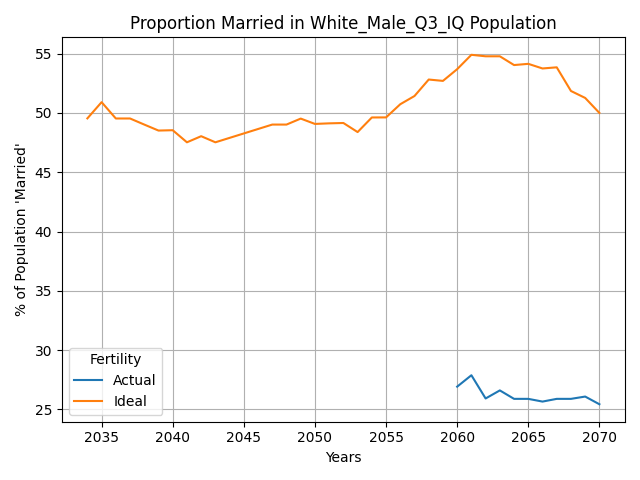 Proportion Married in White_Male_Q3_IQ Population
% of Population 'Married'
55
50
45
40
35
30
25
Fertility
Actual
Ideal
2035 2040 2045 2050 2055 2060 2065 2070
Years